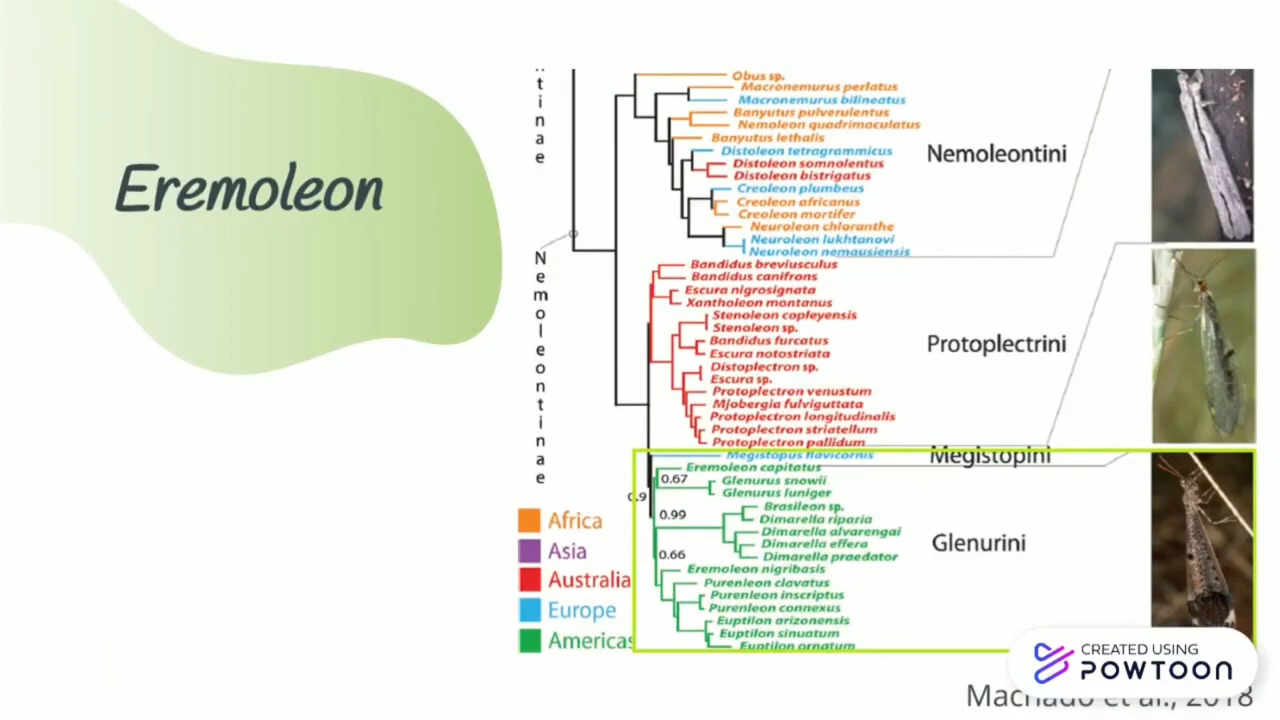 Eremoleon
tinae
Nemoleontinae
Obus sp.
Macronemurus perlatus
Macronemurus bilineatus
Banyutus pulverulentus
Nemoleon quadrimaculatus
Banyutus lethalis
Distoleon tetragrammicus
Distoleon somnolentus
Distoleon bistrigatus
Creoleon plumbeus
Creoleon africanus
Creoleon mortifer
Neuroleon chloranthe
Neuroleon lukhtanovi
Neuroleon nemausiensis
Nemoleontini
Bandidus breviusculus
Bandidus canifrons
Escura nigrosignata
Xantholeon montanus
Stenoleon copleyensis
Stenoleon sp.
Bandidus furcatus
Escura notostriata
Distoplectron sp.
Escura sp.
Protoplectron venustum
Mjobergia fulviguttata
Protoplectron longitudinalis
Protoplectron striatellum
Protoplectron pallidum
Protoplectrini
Megistopus flavicornis
Megistopini
Eremoleon capitatus
0.67
Glenurus snowii
Glenurus luniger
0.9
Brasileon sp.
0.99
Dimarella riparia
Dimarella alvarengai
Dimarella effera
Dimarella praedator
0.66
Glenurini
Eremoleon nigribasis
Purenleon clavatus
Purenleon inscriptus
Purenleon connexus
Euptilon arizonensis
Euptilon sinuatum
Euptilon ornatum
Africa
Asia
Australia
Europe
Americas
CREATED USING
POWTOON
Machado et al., 2018